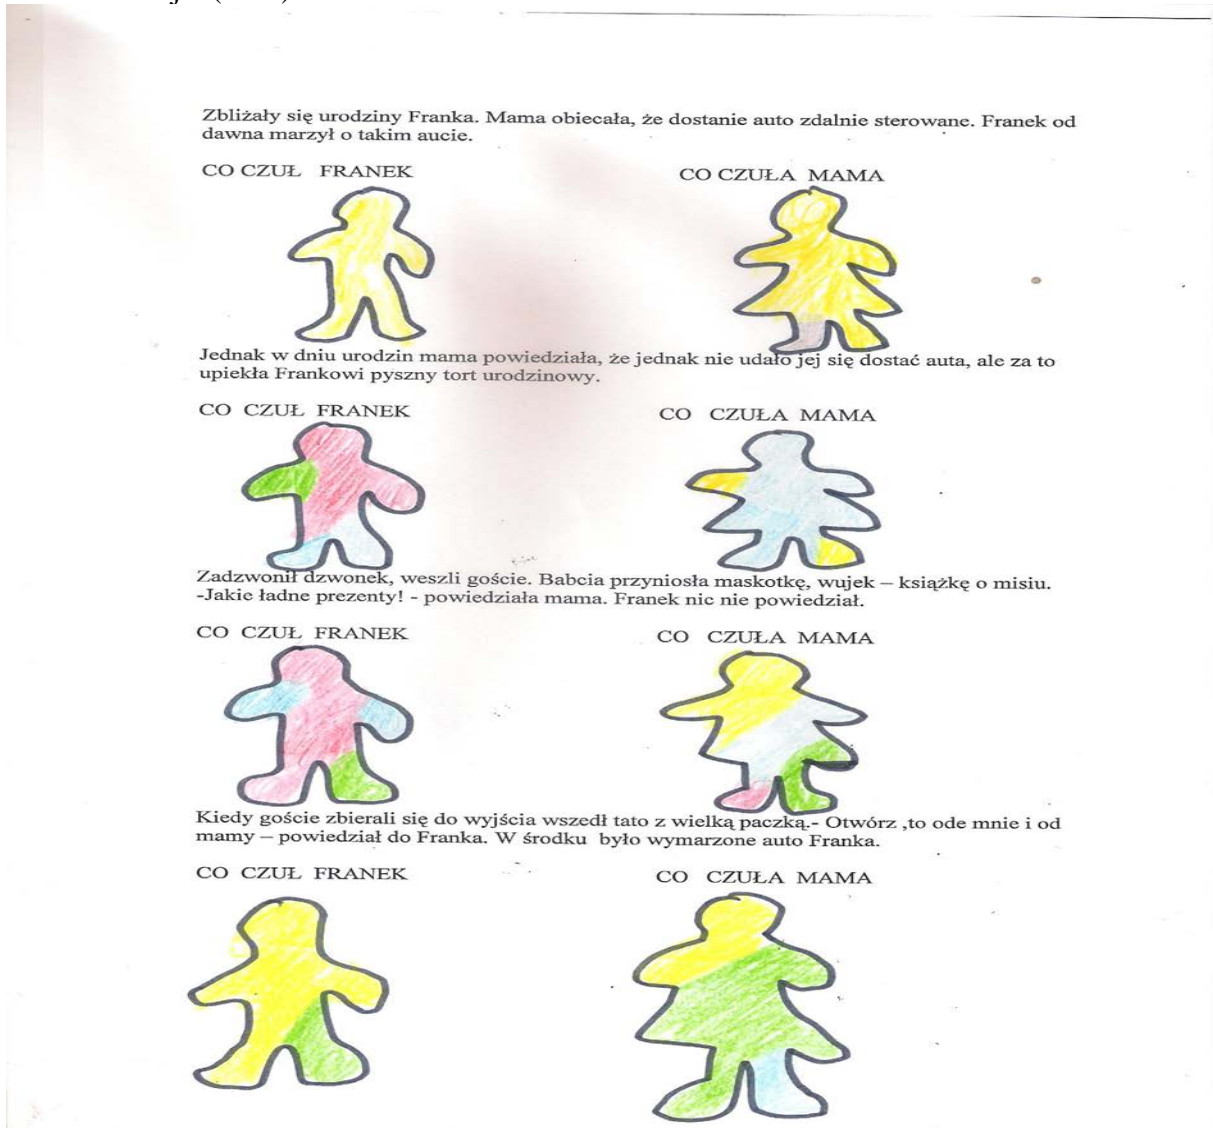 Zbliżały się urodziny Franka. Mama obiecała, że dostanie auto zdalnie sterowane. Franek od
dawna marzył o takim aucie.
CO CZUŁ FRANEK
CO CZUŁA MAMA
Jednak w dniu urodzin mama powiedziała, że jednak nie udało jej się dostać auta, ale za to
upiekła Frankowi pyszny tort urodzinowy.
CO CZUŁ FRANEK
CO CZUŁA MAMA
Zadzwonił dzwonek, weszli goście. Babcia przyniosła maskotkę, wujek – książkę o misiu.
-Jakie ładne prezenty! - powiedziała mama. Franek nic nie powiedział.
CO CZUŁ FRANEK
CO CZUŁA MAMA
Kiedy goście zbierali się do wyjścia wszedł tato z wielką paczką.- Otwórz ,to ode mnie i od
mamy – powiedział do Franka. W środku było wymarzone auto Franka.
CO CZUŁ FRANEK
CO CZUŁA MAMA